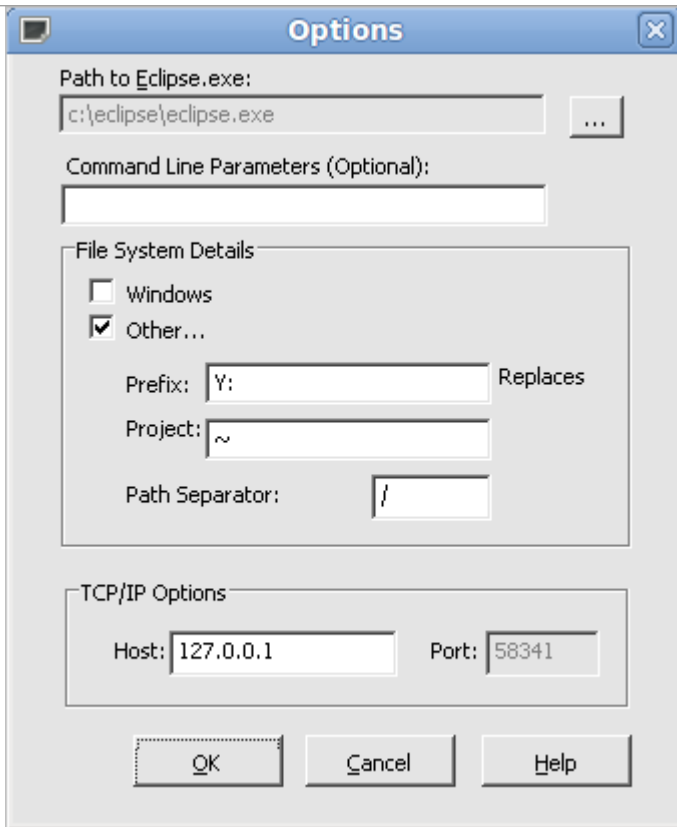 Options
Path to Eclipse.exe:
c:\eclipse\eclipse.exe
...
Command Line Parameters (Optional):
File System Details
Windows
Other...
Prefix: Y: Replaces
Project: ~
Path Separator: /
TCP/IP Options
Host: 127.0.0.1 Port: 58341
OK Cancel Help